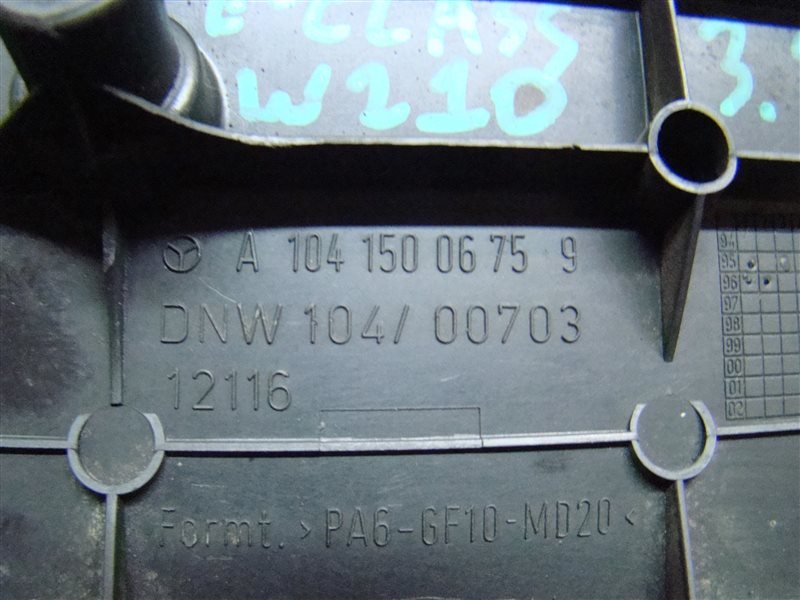 E-CLASS
W210 3.
A 104 150 06 75 9
DNW 104/ 00703
12116
Formt. >PA6-GF10-MD20<
94
95
96
97
98
99
00
01
02